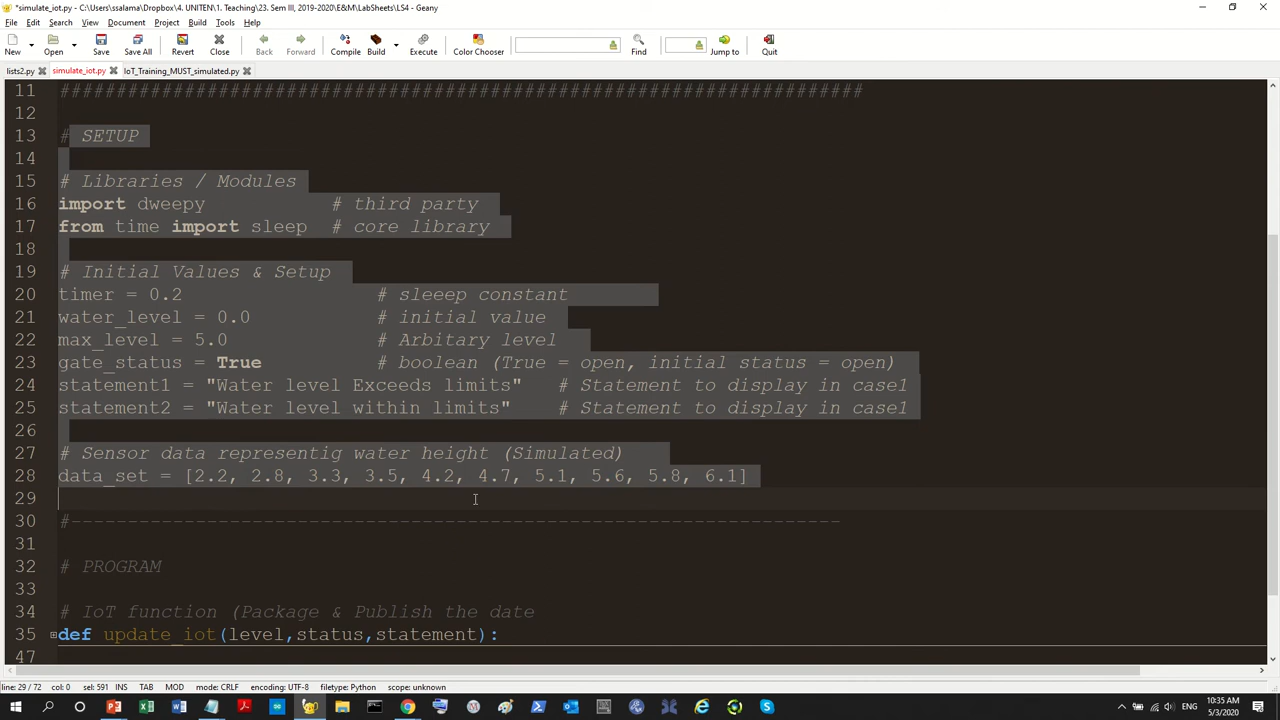 *simulate_iot.py - C:\Users\ssalama\Dropbox\4. UNITEN\1. Teaching\23. Sem III, 2019-2020\E&M\LabSheets\LS4 - Geany
File Edit Search View Document Project Build Tools Help
New Open Save Save All Revert Close Back Forward Compile Build Execute Color Chooser Find Jump to Quit
lists2.py simulate_iot.py IoT_Training_MUST_simulated.py
11 #######################################################################
12
13 # SETUP
14
15 # Libraries / Modules
16 import dweepy # third party
17 from time import sleep # core library
18
19 # Initial Values & Setup
20 timer = 0.2 # sleeep constant
21 water_level = 0.0 # initial value
22 max_level = 5.0 # Arbitary level
23 gate_status = True # boolean (True = open, initial status = open)
24 statement1 = "Water level Exceeds limits" # Statement to display in case1
25 statement2 = "Water level within limits" # Statement to display in case1
26
27 # Sensor data representig water height (Simulated)
28 data_set = [2.2, 2.8, 3.3, 3.5, 4.2, 4.7, 5.1, 5.6, 5.8, 6.1]
29
30 #--------------------------------------------------------------------
31
32 # PROGRAM
33
34 # IoT function (Package & Publish the date
35 def update_iot(level,status,statement):
47
line: 29 / 72 col: 0 sel: 591 INS TAB MOD mode: CRLF encoding: UTF-8 filetype: Python scope: unknown
ENG 10:35 AM
5/3/2020